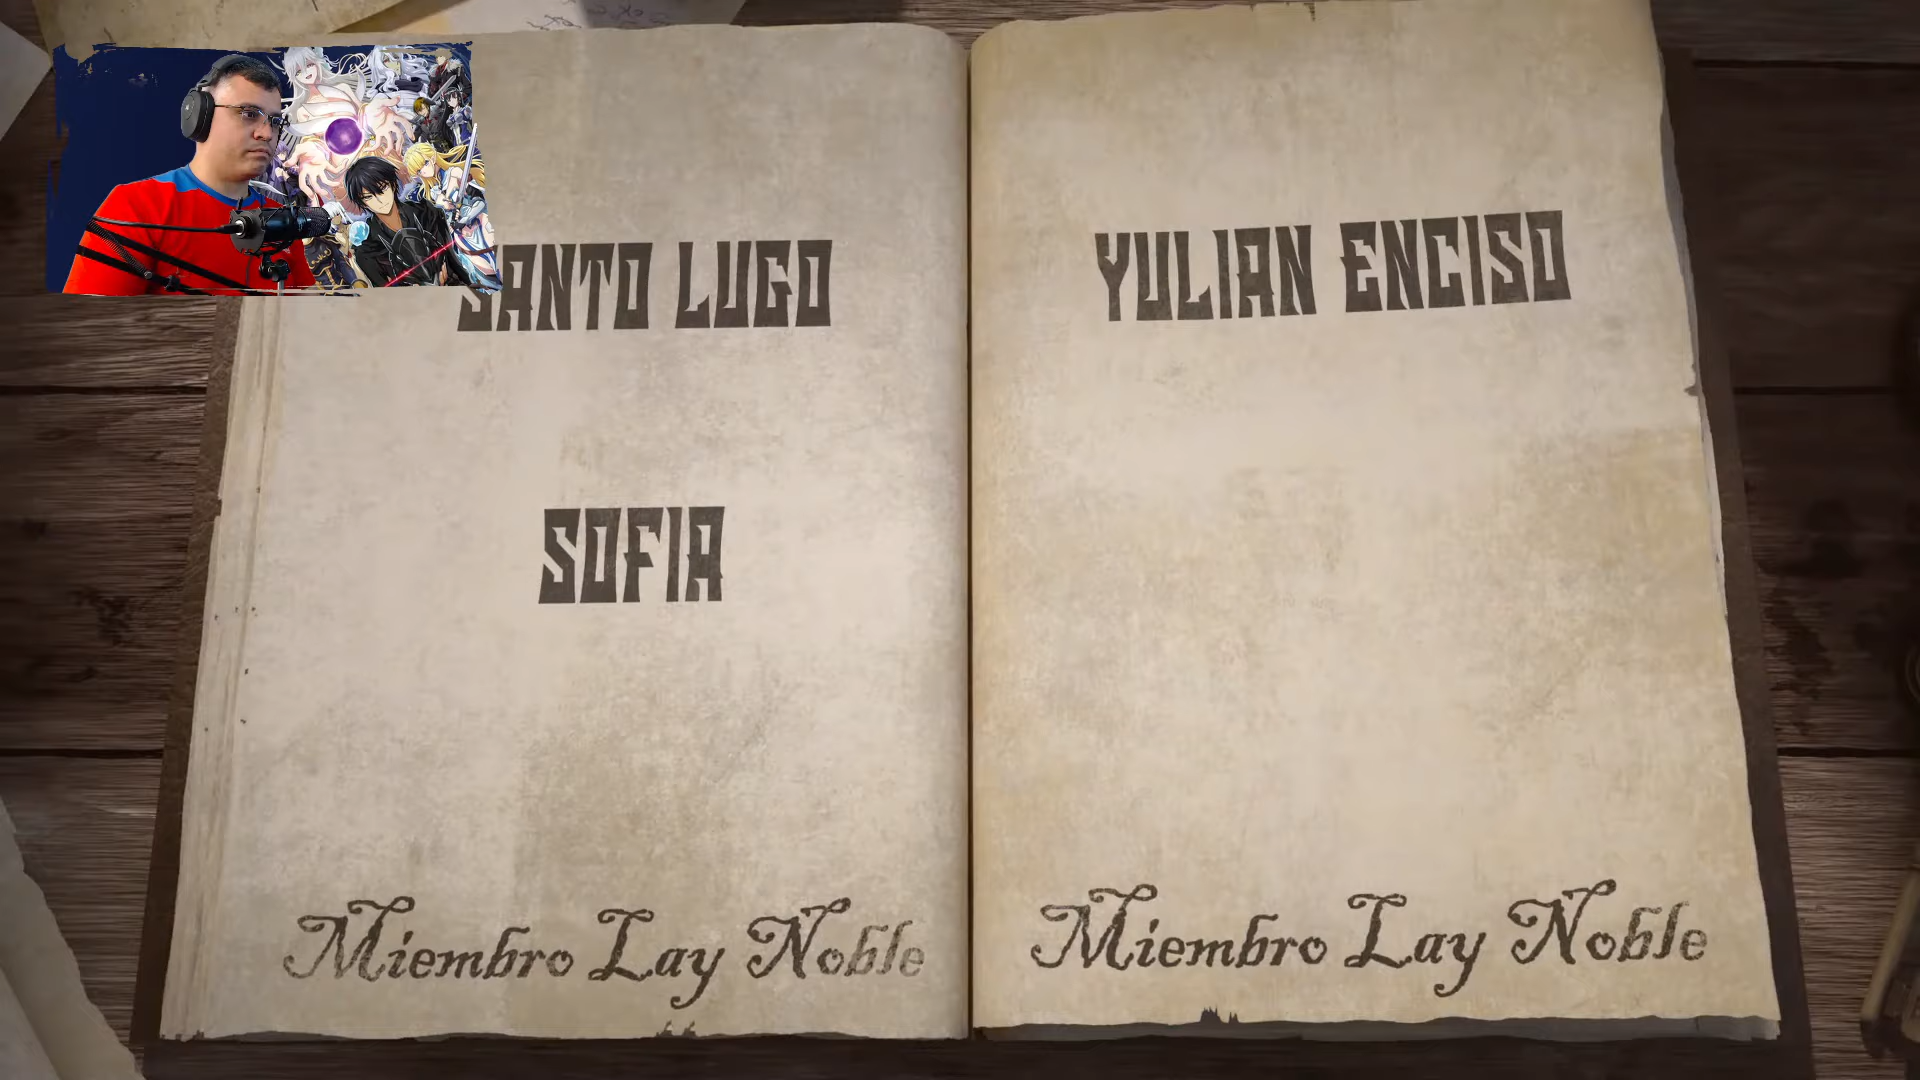 SANTO LUGO
SOFIA
Miembro Lay Noble
YULIAN ENCISO
Miembro Lay Noble